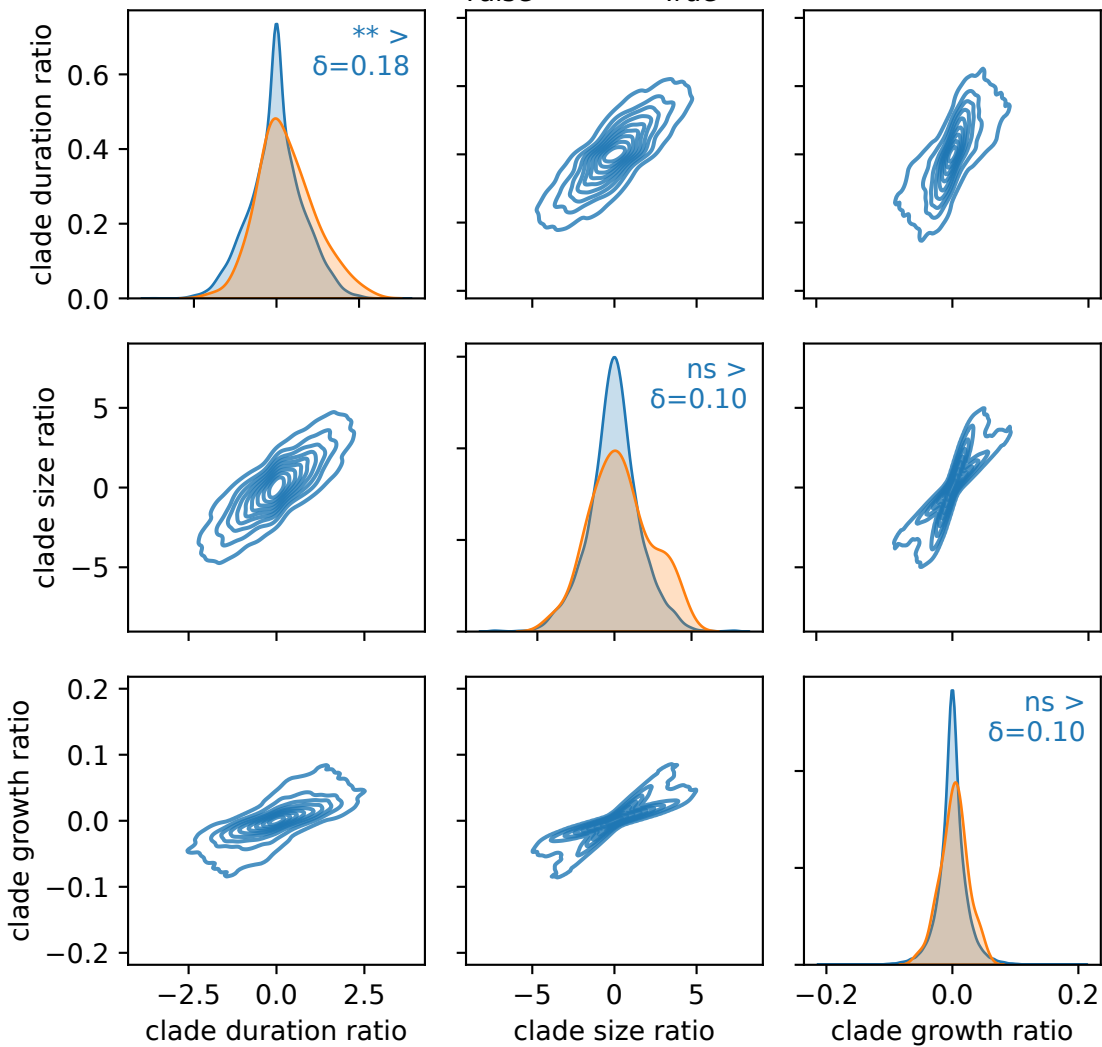 ** >
δ=0.18
clade duration ratio
0.6
0.4
0.2
0.0
ns >
δ=0.10
clade size ratio
5
0
−5
ns >
δ=0.10
clade growth ratio
0.2
0.1
0.0
−0.1
−0.2
−2.5 0.0 2.5
−5 0 5
−0.2 0.0 0.2
clade duration ratio
clade size ratio
clade growth ratio